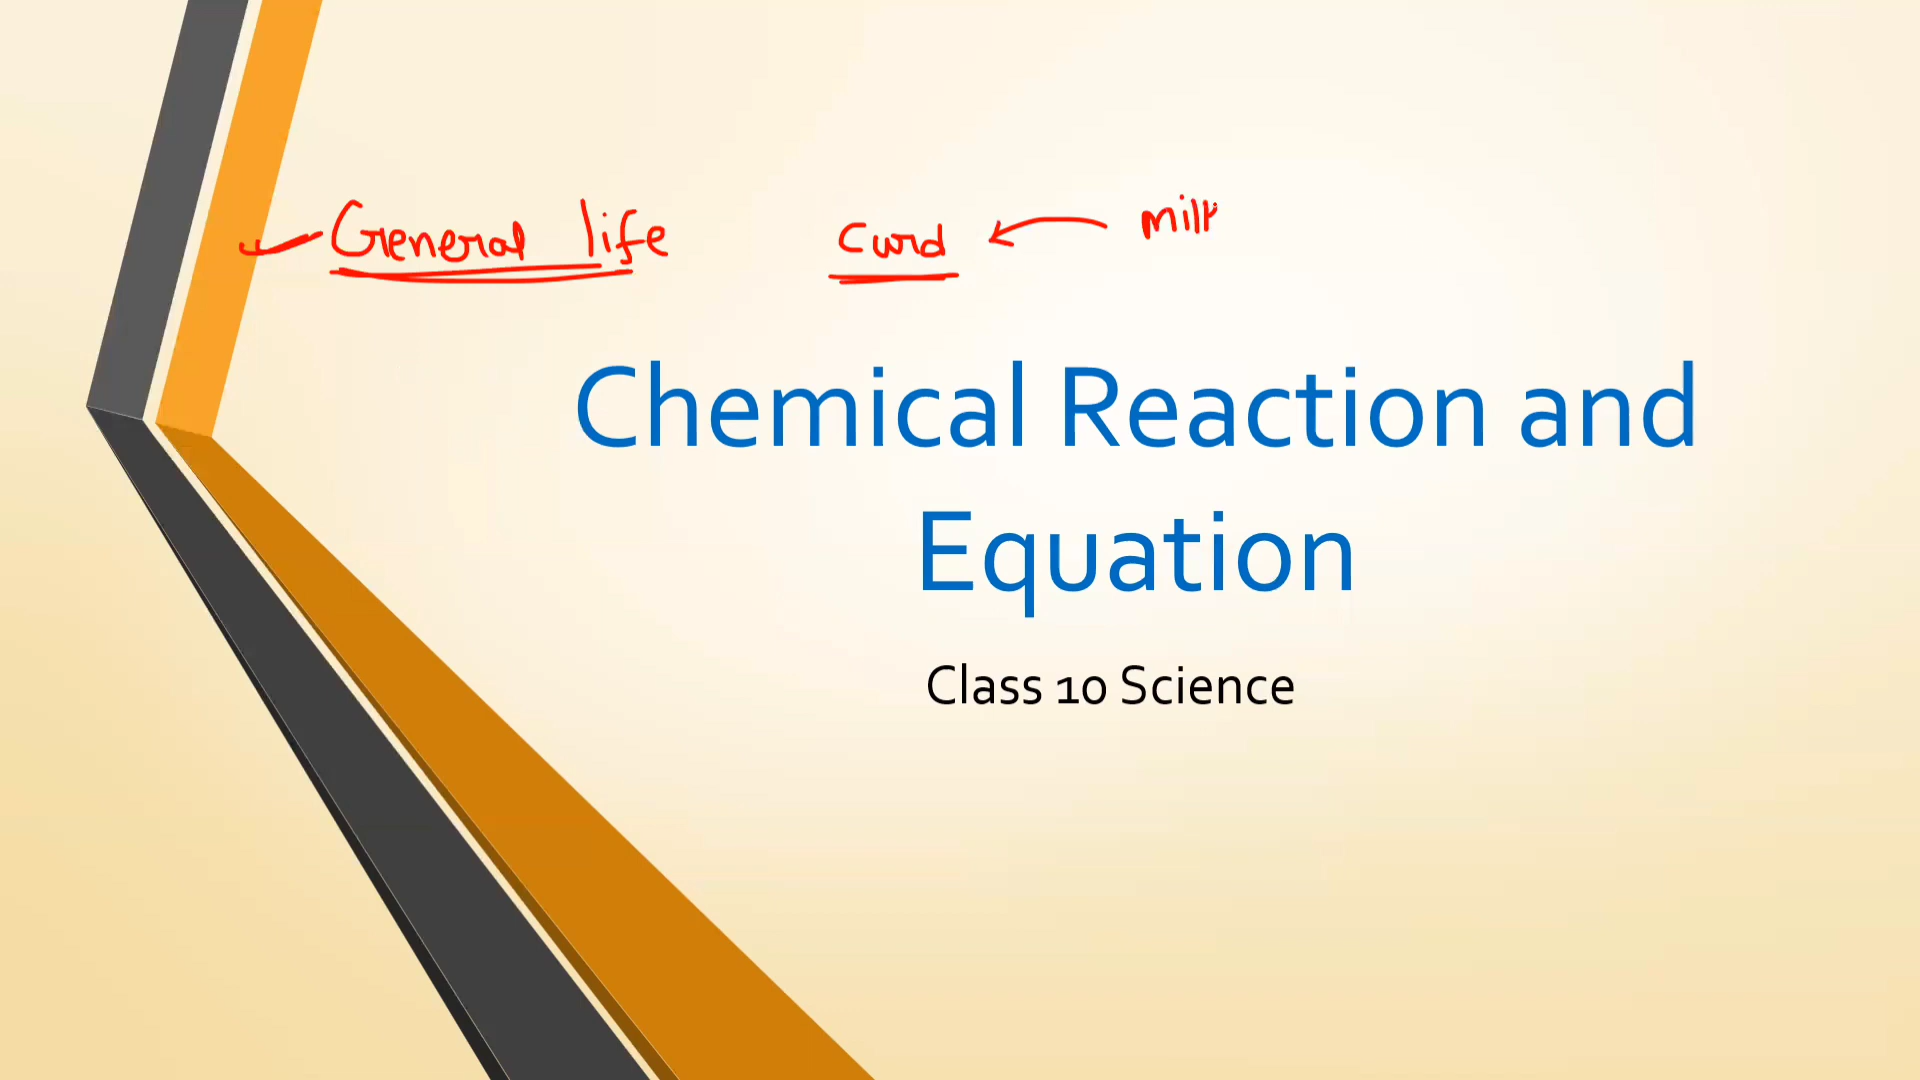 General life curd milk
Chemical Reaction and
Equation
Class 10 Science